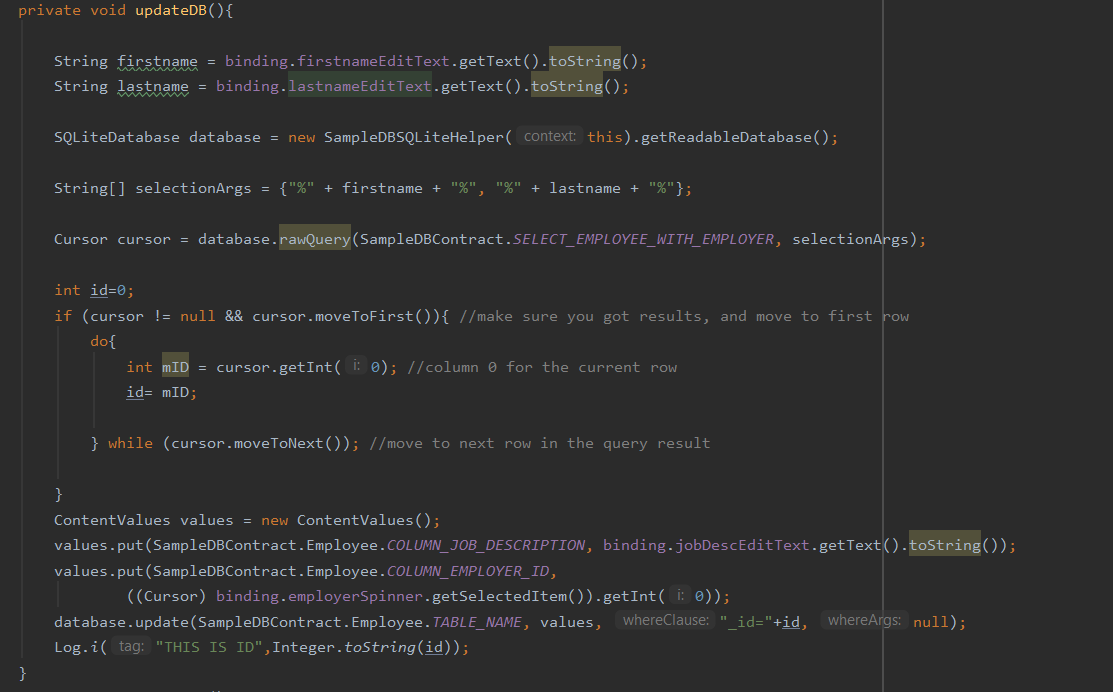 private void updateDB(){
String firstname = binding.firstnameEditText.getText().toString();
String lastname = binding.lastnameEditText.getText().toString();
SQLiteDatabase database = new SampleDBSQLiteHelper( context: this).getReadableDatabase();
String[] selectionArgs = {"%" + firstname + "%", "%" + lastname + "%"};
Cursor cursor = database.rawQuery(SampleDBContract.SELECT_EMPLOYEE_WITH_EMPLOYER, selectionArgs);
int id=0;
if (cursor != null && cursor.moveToFirst()){ //make sure you got results, and move to first row
do{
int mID = cursor.getInt( i: 0); //column 0 for the current row
id= mID;
} while (cursor.moveToNext()); //move to next row in the query result
}
ContentValues values = new ContentValues();
values.put(SampleDBContract.Employee.COLUMN_JOB_DESCRIPTION, binding.jobDescEditText.getText().toString());
values.put(SampleDBContract.Employee.COLUMN_EMPLOYER_ID,
((Cursor) binding.employerSpinner.getSelectedItem()).getInt( i: 0));
database.update(SampleDBContract.Employee.TABLE_NAME, values, whereClause: "_id="+id, whereArgs: null);
Log.i( tag: "THIS IS ID",Integer.toString(id));
}